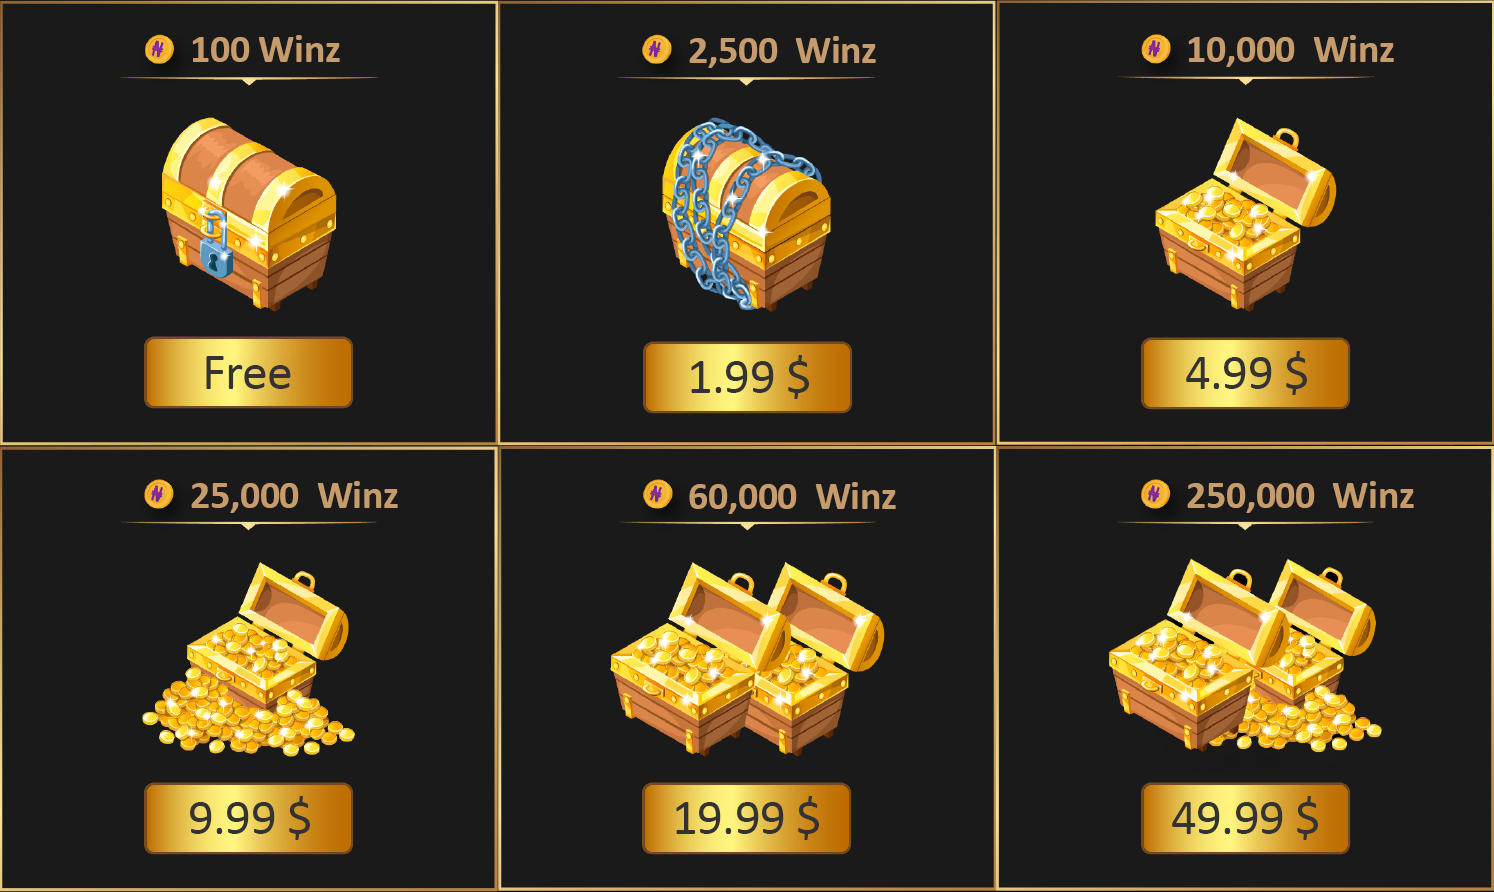 100 Winz
Free
2,500 Winz
1.99 $
10,000 Winz
4.99 $
25,000 Winz
9.99 $
60,000 Winz
19.99 $
250,000 Winz
49.99 $